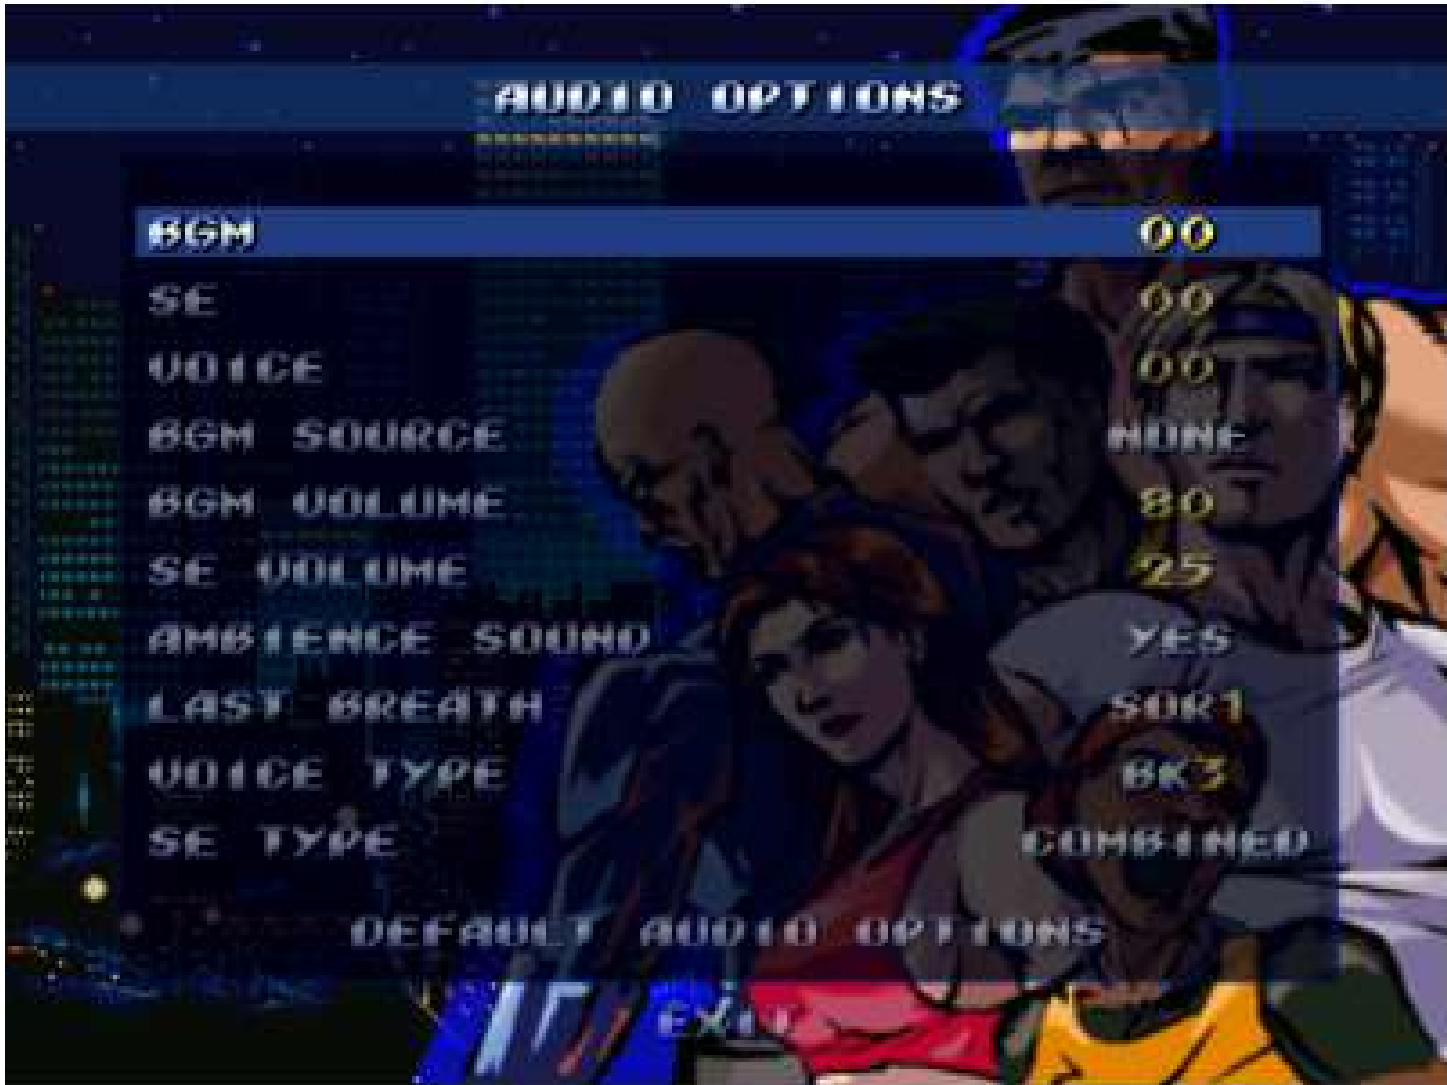 AUDIO OPTIONS
BGM 00
SE 00
VOICE 00
BGM SOURCE NONE
BGM VOLUME 80
SE VOLUME 25
AMBIENCE SOUND YES
LAST BREATH SOR1
VOICE TYPE BK3
SE TYPE COMBINED
DEFAULT AUDIO OPTIONS
EXIT